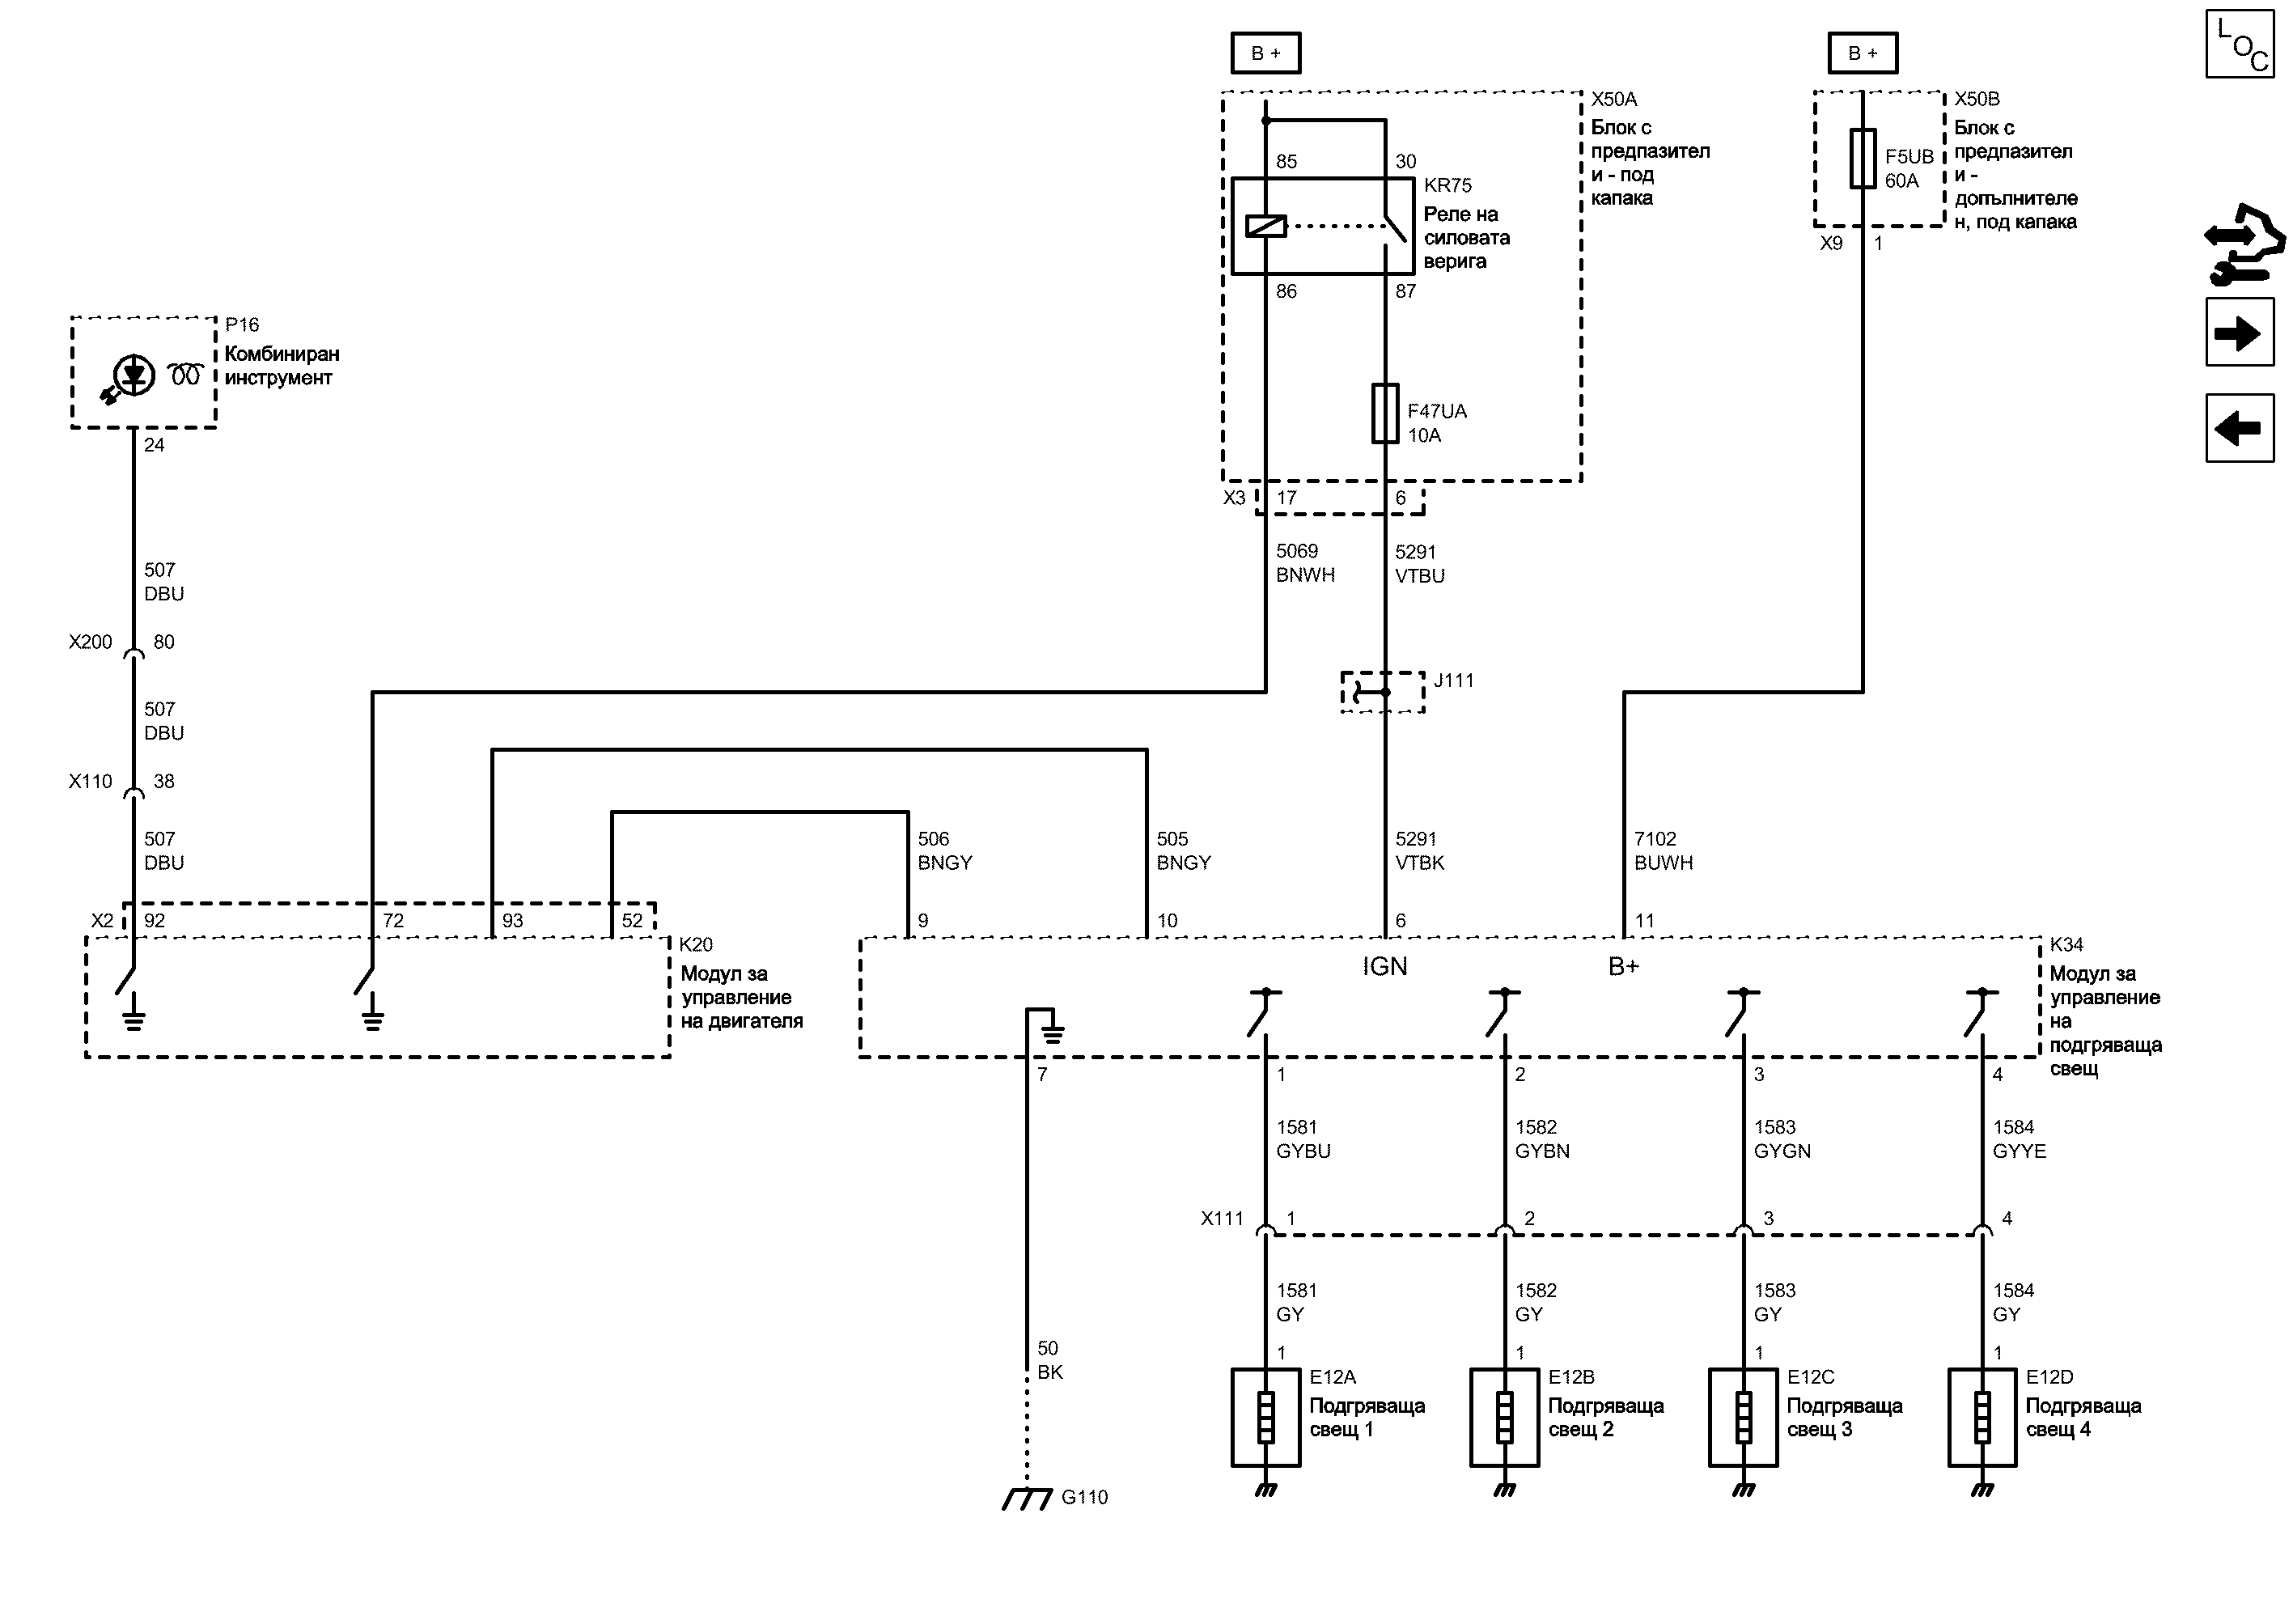 LOC
B +
B +
X50A
Блок с
предпазител
и - под
капака
X50B
Блок с
предпазител
и -
допълнителе
н, под капака
F5UB
60A
X9 1
85 30
KR75
Реле на
силовата
верига
86 87
F47UA
10A
X3 17 6
5069
BNWH
5291
VTBU
J111
P16
Комбиниран
инструмент
24
507
DBU
X200 80
507
DBU
X110 38
507
DBU
506
BNGY
505
BNGY
5291
VTBK
7102
BUWH
X2 92 72 93 52
9 10 6 11
K20
Модул за
управление
на двигателя
IGN B+
K34
Модул за
управление
на
подгряваща
свещ
7 1 2 3 4
1581
GYBU
1582
GYBN
1583
GYGN
1584
GYYE
X111 1 2 3 4
1581
GY
1582
GY
1583
GY
1584
GY
50
BK
1 1 1 1
E12A
Подгряваща
свещ 1
E12B
Подгряваща
свещ 2
E12C
Подгряваща
свещ 3
E12D
Подгряваща
свещ 4
G110